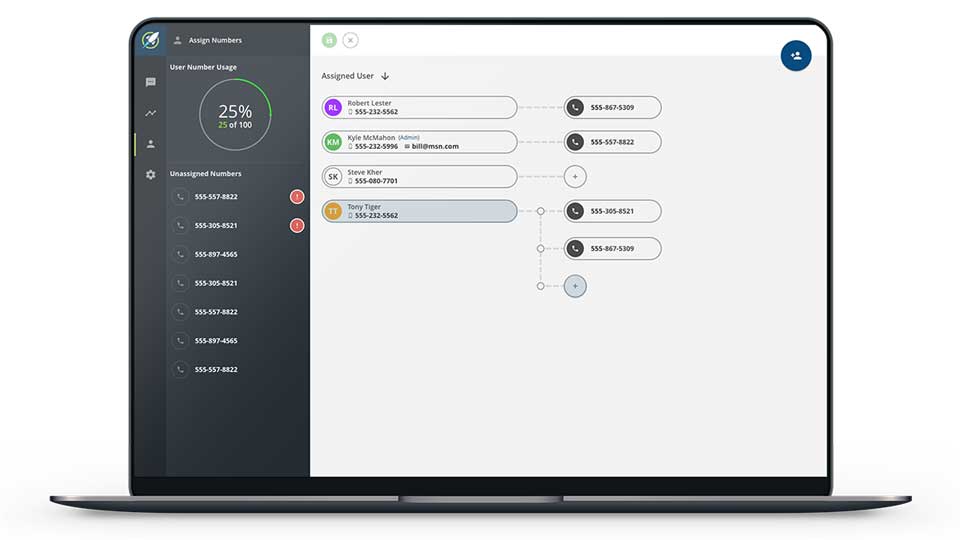 Assign Numbers
User Number Usage
25%
25 of 100
Unassigned Numbers
555-557-8822
555-305-8521
555-897-4565
555-305-8521
555-557-8822
555-897-4565
555-557-8822
Assigned User
RL
Robert Lester
555-232-5562
555-867-5309
KM
Kyle McMahon (Admin)
555-232-5996 bill@msn.com
555-557-8822
SK
Steve Kher
555-080-7701
TT
Tony Tiger
555-232-5562
555-305-8521
555-867-5309